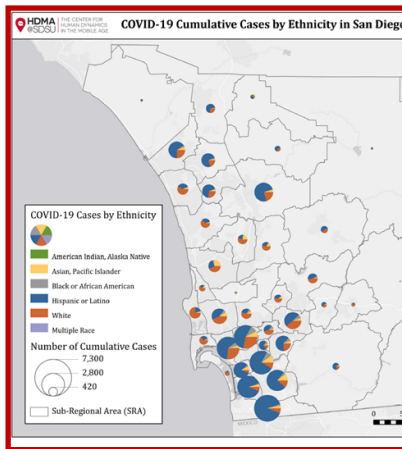 HDMA
@SDSU
THE CENTER FOR
HUMAN DYNAMICS
IN THE MOBILE AGE
COVID-19 Cumulative Cases by Ethnicity in San Diego
COVID-19 Cases by Ethnicity
American Indian, Alaska Native
Asian, Pacific Islander
Black or African American
Hispanic or Latino
White
Multiple Race
Number of Cumulative Cases
7,300
2,800
420
Sub-Regional Area (SRA)
MEXICO
0